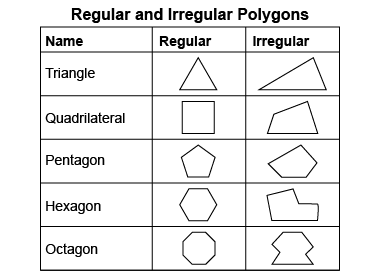 Regular and Irregular Polygons
Name Regular Irregular
Triangle
Quadrilateral
Pentagon
Hexagon
Octagon